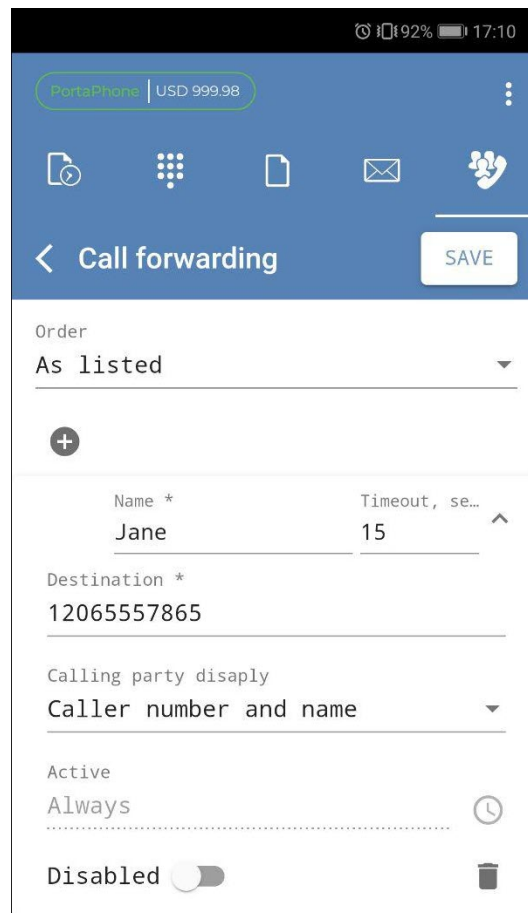 92% 17:10
PortaPhone | USD 999.98
Call forwarding SAVE
Order
As listed
Name * Timeout, se…
Jane 15
Destination *
12065557865
Calling party disaply
Caller number and name
Active
Always
Disabled